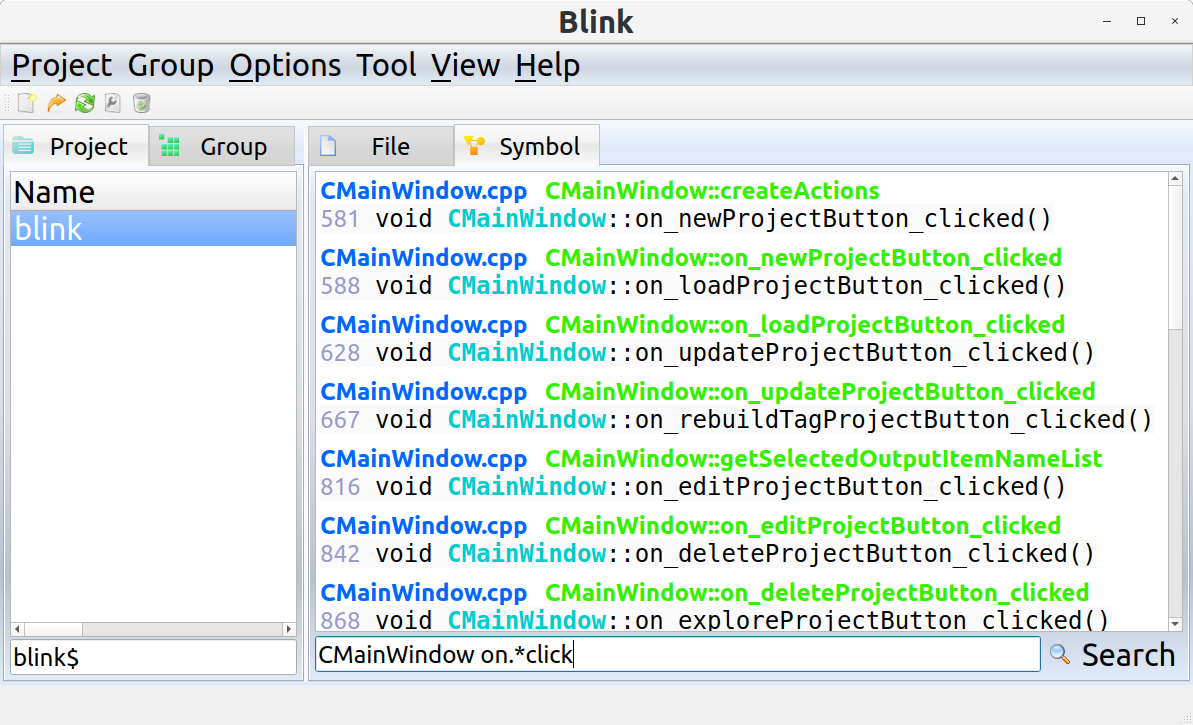 Blink
Project Group Options Tool View Help
Project Group File Symbol
Name
blink
CMainWindow.cpp CMainWindow::createActions
581 void CMainWindow::on_newProjectButton_clicked()
CMainWindow.cpp CMainWindow::on_newProjectButton_clicked
588 void CMainWindow::on_loadProjectButton_clicked()
CMainWindow.cpp CMainWindow::on_loadProjectButton_clicked
628 void CMainWindow::on_updateProjectButton_clicked()
CMainWindow.cpp CMainWindow::on_updateProjectButton_clicked
667 void CMainWindow::on_rebuildTagProjectButton_clicked()
CMainWindow.cpp CMainWindow::getSelectedOutputItemNameList
816 void CMainWindow::on_editProjectButton_clicked()
CMainWindow.cpp CMainWindow::on_editProjectButton_clicked
842 void CMainWindow::on_deleteProjectButton_clicked()
CMainWindow.cpp CMainWindow::on_deleteProjectButton_clicked
868 void CMainWindow::on_exploreProjectButton_clicked()
blink$
CMainWindow on.*click
Search